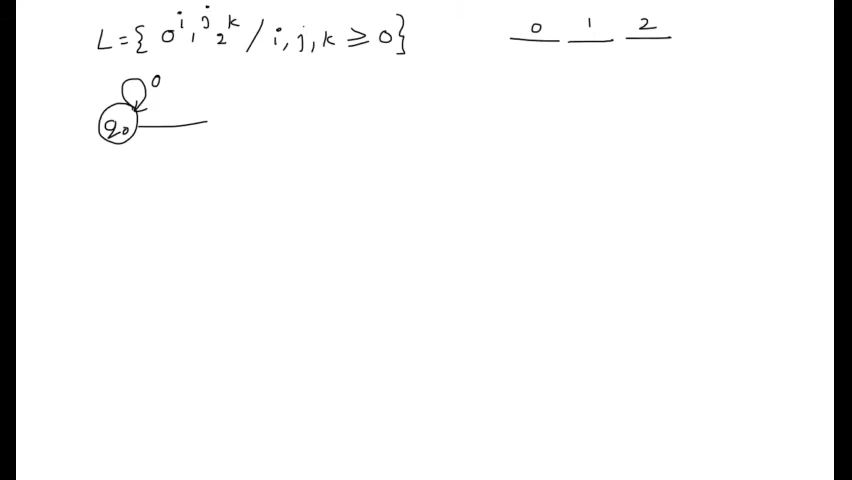 L = { 0^i 1^j 2^k / i, j, k ≥ 0 }
0 1 2
0
q₀